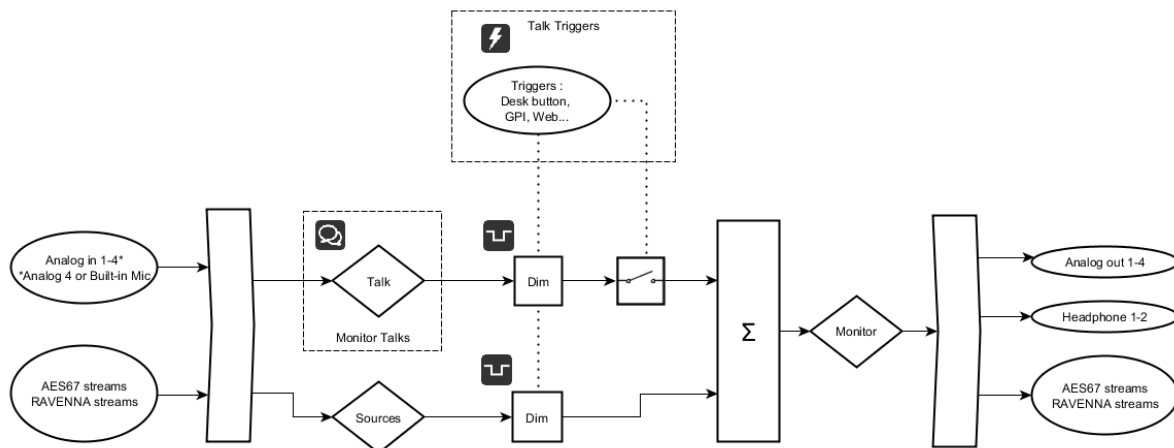 Talk Triggers
Triggers :
Desk button,
GPI, Web...
Analog in 1-4*
*Analog 4 or Built-in Mic
Talk
Monitor Talks
Dim
Σ
Monitor
Analog out 1-4
Headphone 1-2
AES67 streams
RAVENNA streams
Sources
Dim
AES67 streams
RAVENNA streams